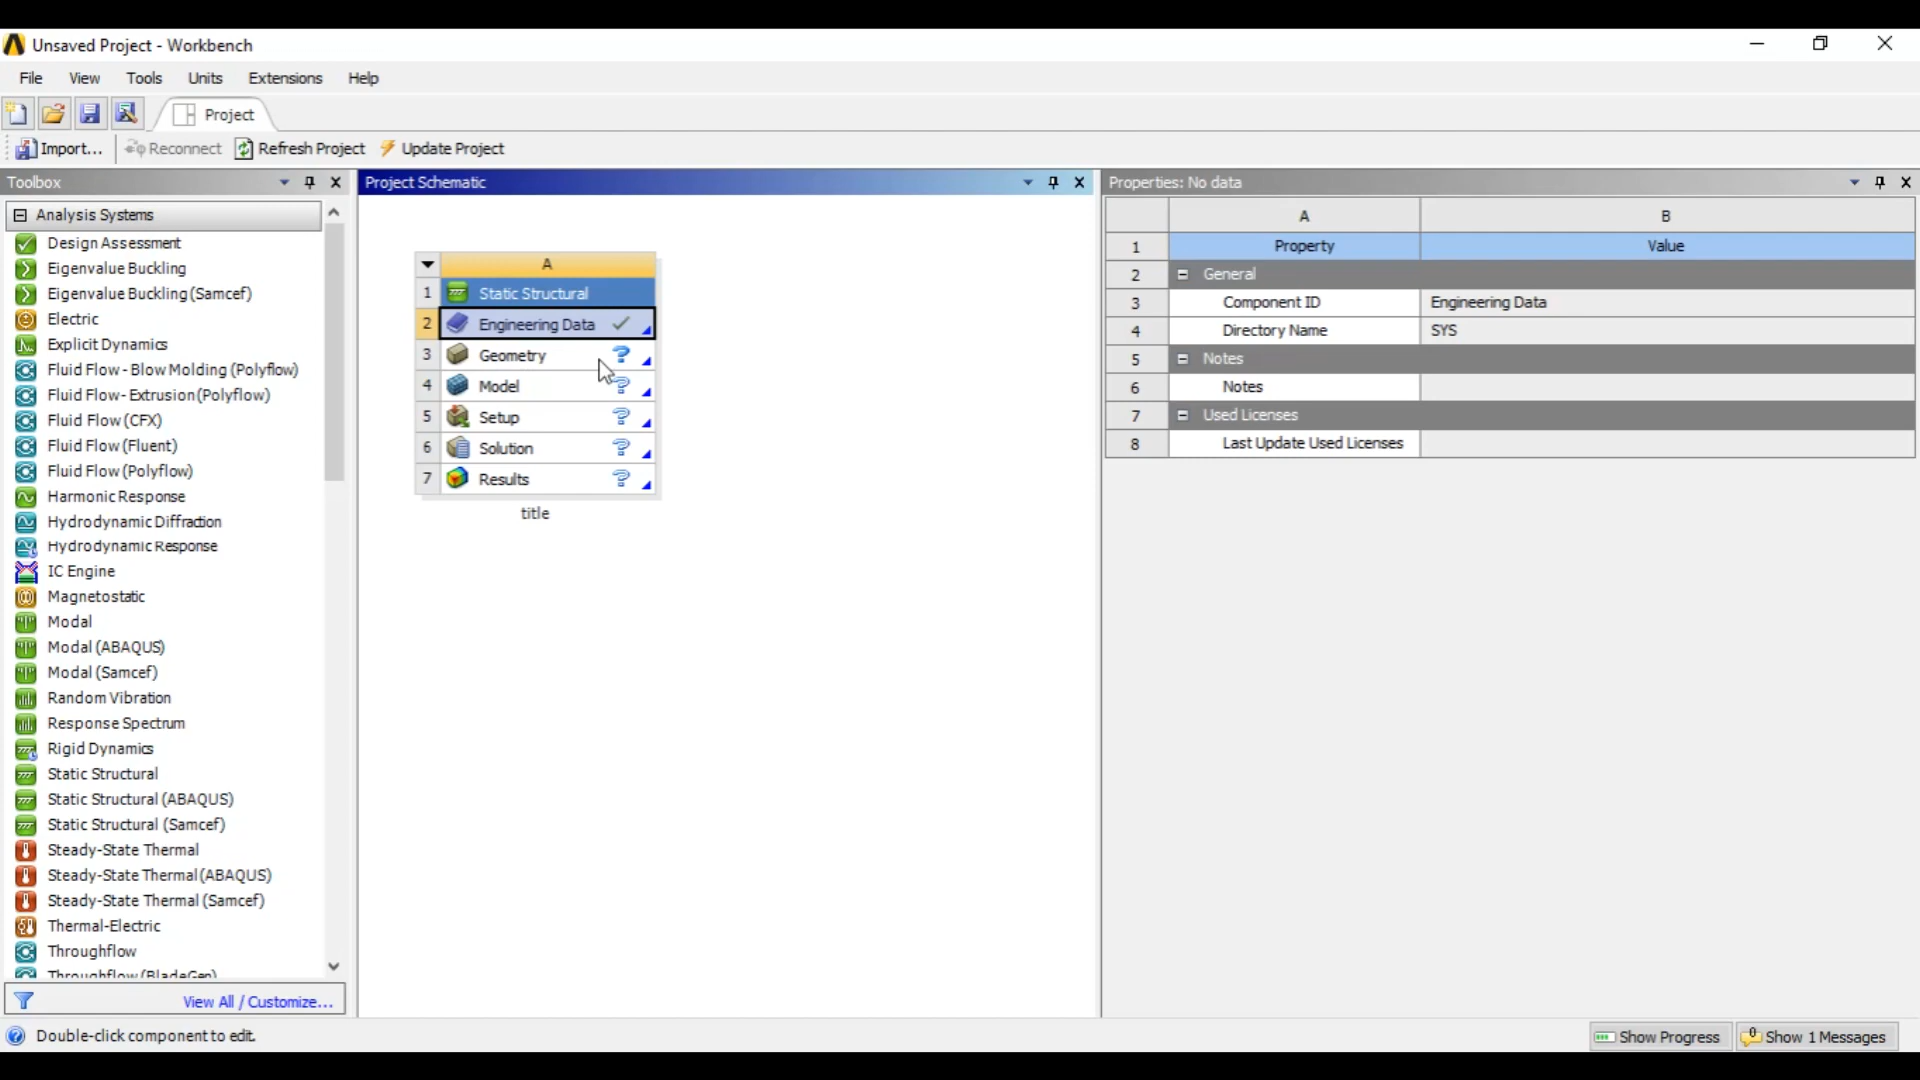 Unsaved Project - Workbench
File View Tools Units Extensions Help
Project
Import... Reconnect Refresh Project Update Project
Toolbox
Analysis Systems
Design Assessment
Eigenvalue Buckling
Eigenvalue Buckling (Samcef)
Electric
Explicit Dynamics
Fluid Flow - Blow Molding (Polyflow)
Fluid Flow - Extrusion (Polyflow)
Fluid Flow (CFX)
Fluid Flow (Fluent)
Fluid Flow (Polyflow)
Harmonic Response
Hydrodynamic Diffraction
Hydrodynamic Response
IC Engine
Magnetostatic
Modal
Modal (ABAQUS)
Modal (Samcef)
Random Vibration
Response Spectrum
Rigid Dynamics
Static Structural
Static Structural (ABAQUS)
Static Structural (Samcef)
Steady-State Thermal
Steady-State Thermal (ABAQUS)
Steady-State Thermal (Samcef)
Thermal-Electric
Throughflow
Throughflow (BladeGen)
View All / Customize...
Project Schematic
A
1 Static Structural
2 Engineering Data
3 Geometry
4 Model
5 Setup
6 Solution
7 Results
title
Properties: No data
A B
1 Property Value
2 General
3 Component ID Engineering Data
4 Directory Name SYS
5 Notes
6 Notes
7 Used Licenses
8 Last Update Used Licenses
Double-click component to edit.
Show Progress Show 1 Messages